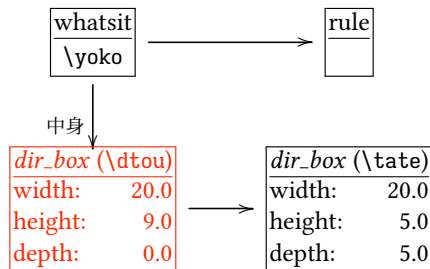 whatsit
\yoko
rule
中身
dir_box (\dtou)
width: 20.0
height: 9.0
depth: 0.0
dir_box (\tate)
width: 20.0
height: 5.0
depth: 5.0